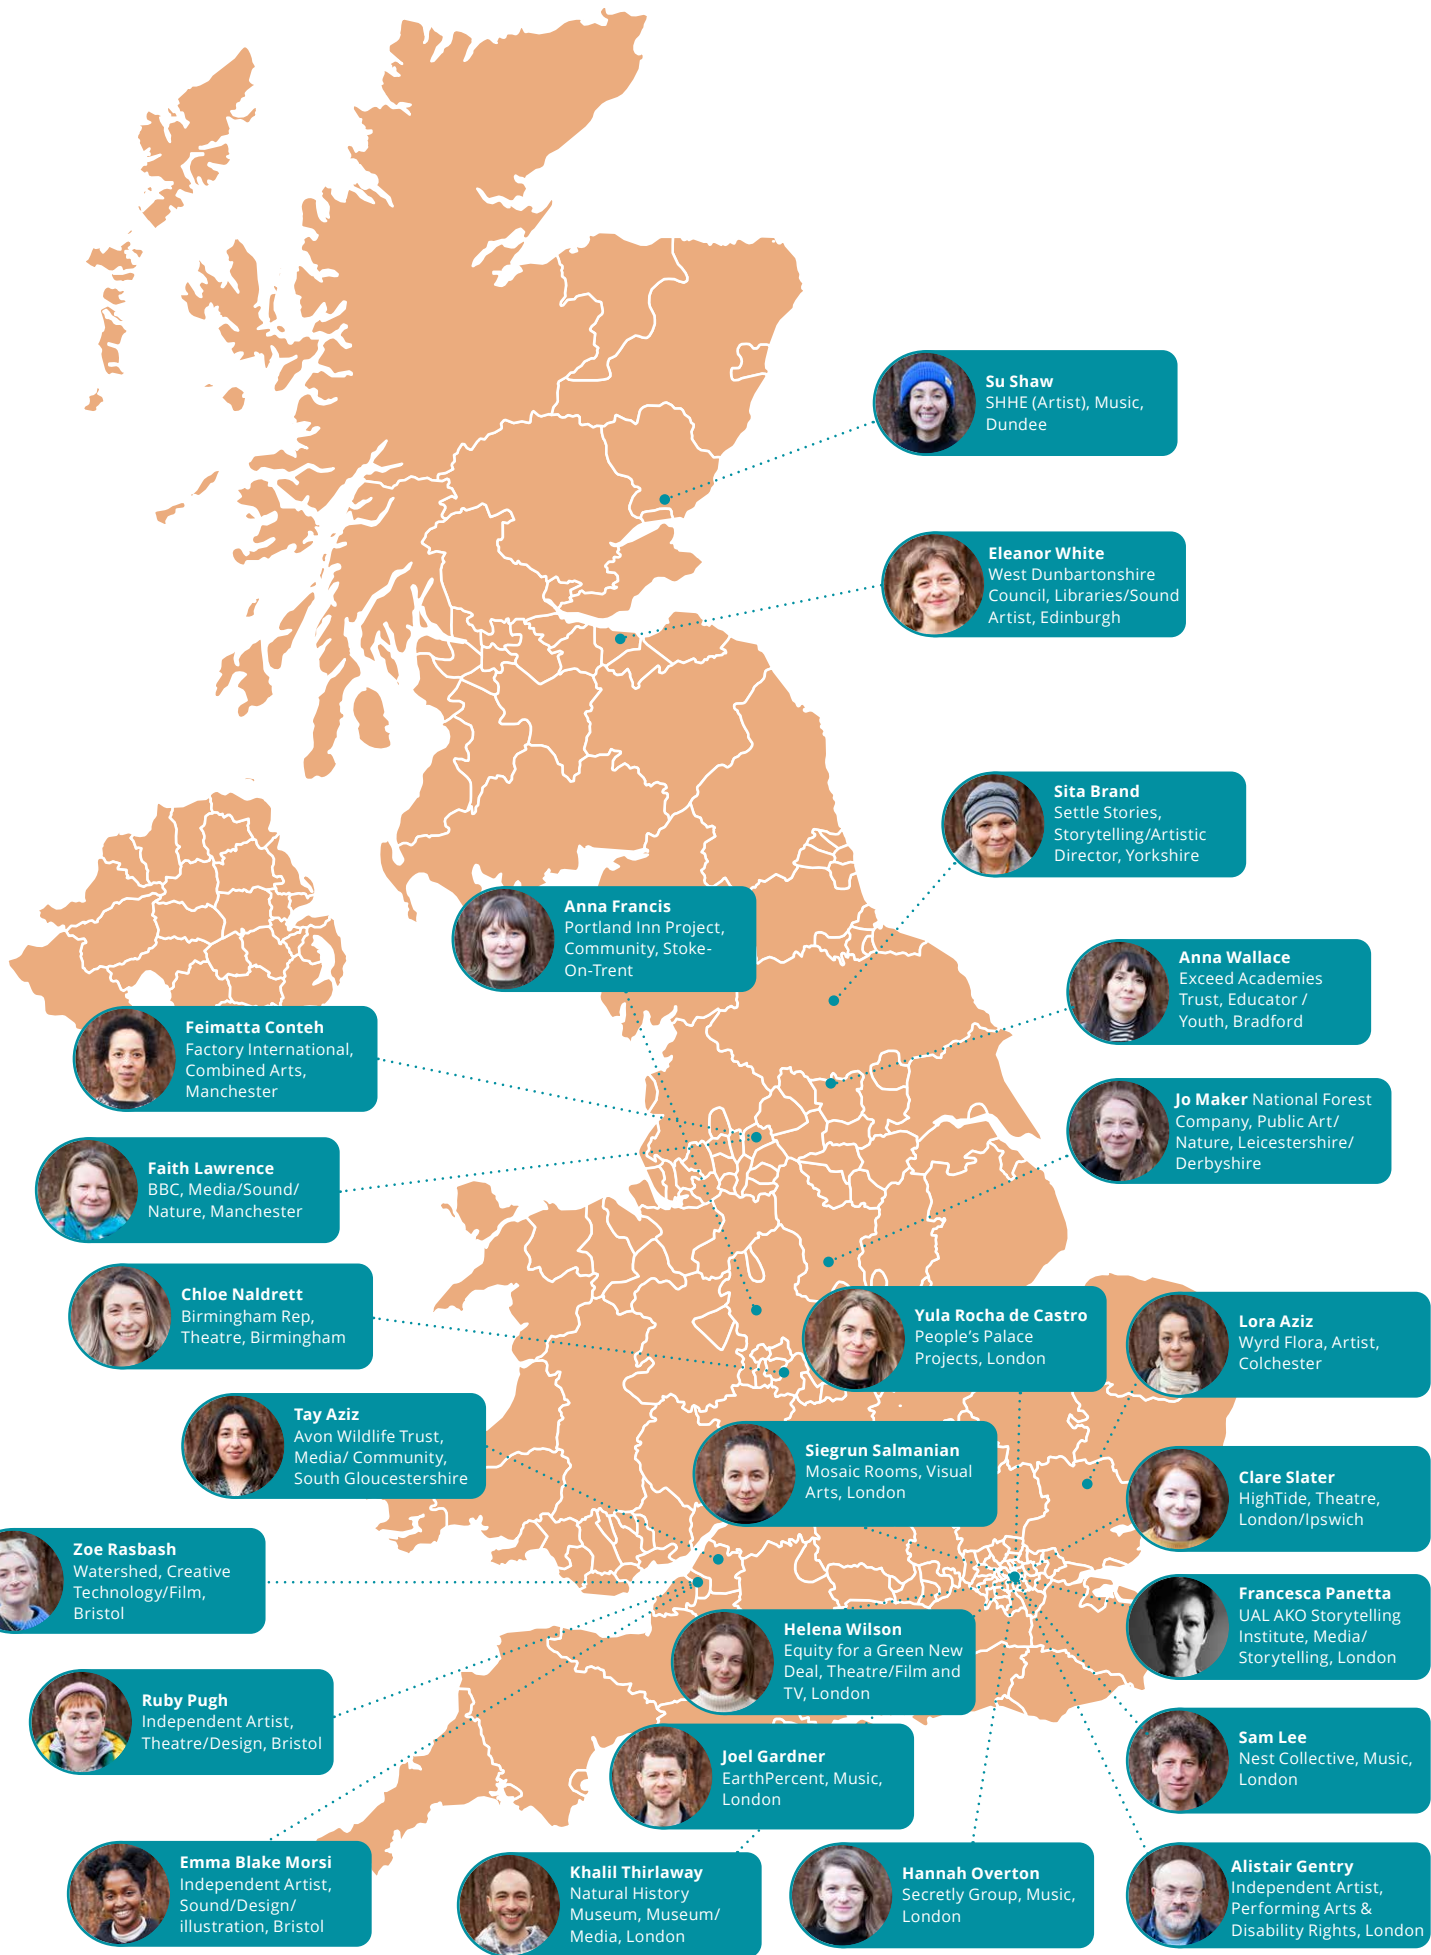 Su Shaw
SHHE (Artist), Music,
Dundee
Eleanor White
West Dunbartonshire
Council, Libraries/Sound
Artist, Edinburgh
Sita Brand
Settle Stories,
Storytelling/Artistic
Director, Yorkshire
Anna Francis
Portland Inn Project,
Community, Stoke-
On-Trent
Anna Wallace
Exceed Academies
Trust, Educator /
Youth, Bradford
Feimatta Conteh
Factory International,
Combined Arts,
Manchester
Jo Maker National Forest
Company, Public Art/
Nature, Leicestershire/
Derbyshire
Faith Lawrence
BBC, Media/Sound/
Nature, Manchester
Chloe Naldrett
Birmingham Rep,
Theatre, Birmingham
Yula Rocha de Castro
People’s Palace
Projects, London
Lora Aziz
Wyrd Flora, Artist,
Colchester
Tay Aziz
Avon Wildlife Trust,
Media/ Community,
South Gloucestershire
Siegrun Salmanian
Mosaic Rooms, Visual
Arts, London
Clare Slater
HighTide, Theatre,
London/Ipswich
Zoe Rasbash
Watershed, Creative
Technology/Film,
Bristol
Francesca Panetta
UAL AKO Storytelling
Institute, Media/
Storytelling, London
Helena Wilson
Equity for a Green New
Deal, Theatre/Film and
TV, London
Ruby Pugh
Independent Artist,
Theatre/Design, Bristol
Joel Gardner
EarthPercent, Music,
London
Sam Lee
Nest Collective, Music,
London
Emma Blake Morsi
Independent Artist,
Sound/Design/
illustration, Bristol
Khalil Thirlaway
Natural History
Museum, Museum/
Media, London
Hannah Overton
Secretly Group, Music,
London
Alistair Gentry
Independent Artist,
Performing Arts &
Disability Rights, London